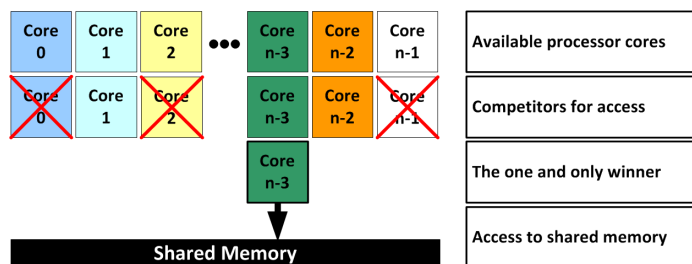 Core Core Core ••• Core Core Core Available processor cores
0 1 2 n-3 n-2 n-1
Core Core Core Core Core Core Competitors for access
0 1 2 n-3 n-2 n-1
Core The one and only winner
n-3
Shared Memory Access to shared memory